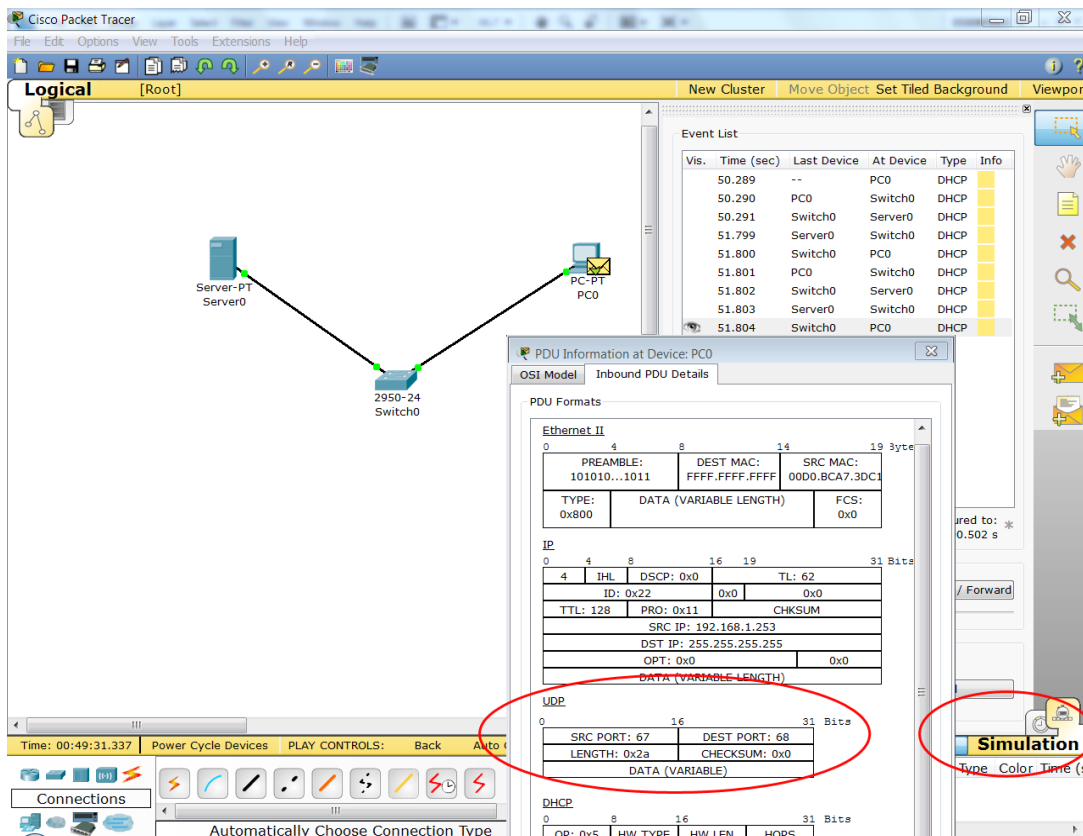 Cisco Packet Tracer
File Edit Options View Tools Extensions Help
Logical [Root] New Cluster Move Object Set Tiled Background Viewpor
Server-PT
Server0
PC-PT
PC0
2950-24
Switch0
Event List
Vis. Time (sec) Last Device At Device Type Info
50.289 -- PC0 DHCP
50.290 PC0 Switch0 DHCP
50.291 Switch0 Server0 DHCP
51.799 Server0 Switch0 DHCP
51.800 Switch0 PC0 DHCP
51.801 PC0 Switch0 DHCP
51.802 Switch0 Server0 DHCP
51.803 Server0 Switch0 DHCP
51.804 Switch0 PC0 DHCP
PDU Information at Device: PC0
OSI Model Inbound PDU Details
PDU Formats
Ethernet II
0 4 8 14 19 Byte
PREAMBLE: DEST MAC: SRC MAC:
101010...1011 FFFF.FFFF.FFFF 00D0.BCA7.3DC1
TYPE: DATA (VARIABLE LENGTH) FCS:
0x800 0x0
IP
0 4 8 16 19 31 Bits
4 IHL DSCP: 0x0 TL: 62
ID: 0x22 0x0 0x0
TTL: 128 PRO: 0x11 CHKSUM
SRC IP: 192.168.1.253
DST IP: 255.255.255.255
OPT: 0x0 0x0
DATA (VARIABLE LENGTH)
UDP
0 16 31 Bits
SRC PORT: 67 DEST PORT: 68
LENGTH: 0x2a CHECKSUM: 0x0
DATA (VARIABLE)
DHCP
0 8 16 31 Bits
OP: 0x5 HW TYPE HW LEN HOPS
ured to:
0.502 s
/ Forward
Simulation
Type Color Time (s
Time: 00:49:31.337 Power Cycle Devices PLAY CONTROLS: Back Auto
Connections
Automatically Choose Connection Type